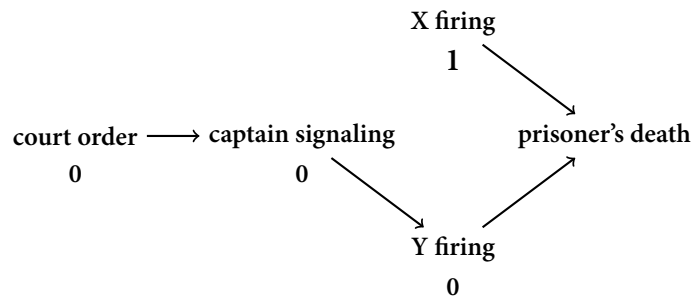 X firing
1
court order
0
captain signaling
0
prisoner's death
Y firing
0